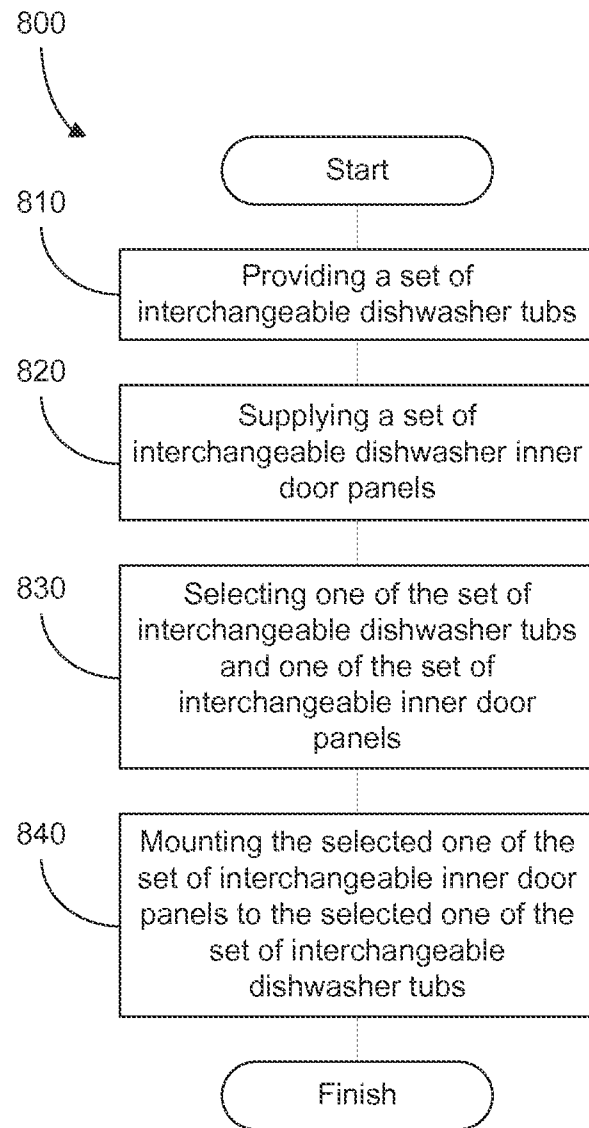 800
Start
810
Providing a set of
interchangeable dishwasher tubs
820
Supplying a set of
interchangeable dishwasher inner
door panels
830
Selecting one of the set of
interchangeable dishwasher tubs
and one of the set of
interchangeable inner door
panels
840
Mounting the selected one of the
set of interchangeable inner door
panels to the selected one of the
set of interchangeable
dishwasher tubs
Finish